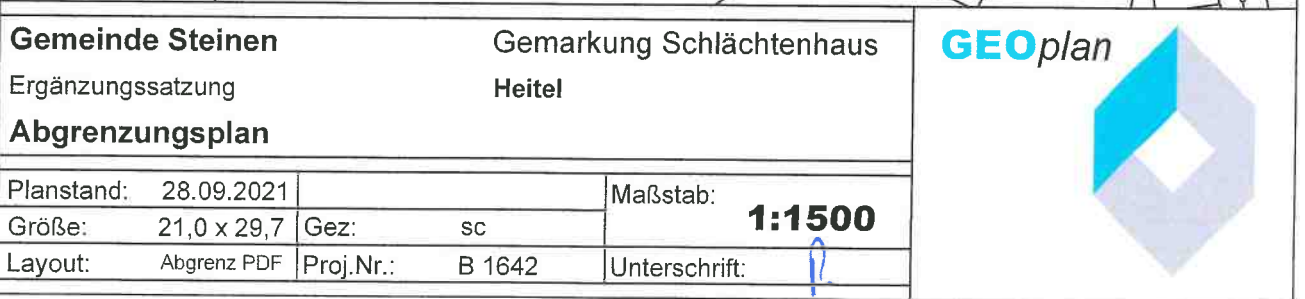 Gemeinde Steinen Gemarkung Schlächtenhaus
Ergänzungssatzung Heitel
Abgrenzungsplan
Planstand: 28.09.2021 Maßstab: 1:1500
Größe: 21,0 x 29,7 Gez: sc
Layout: Abgrenz PDF Proj.Nr.: B 1642 Unterschrift:
GEOplan